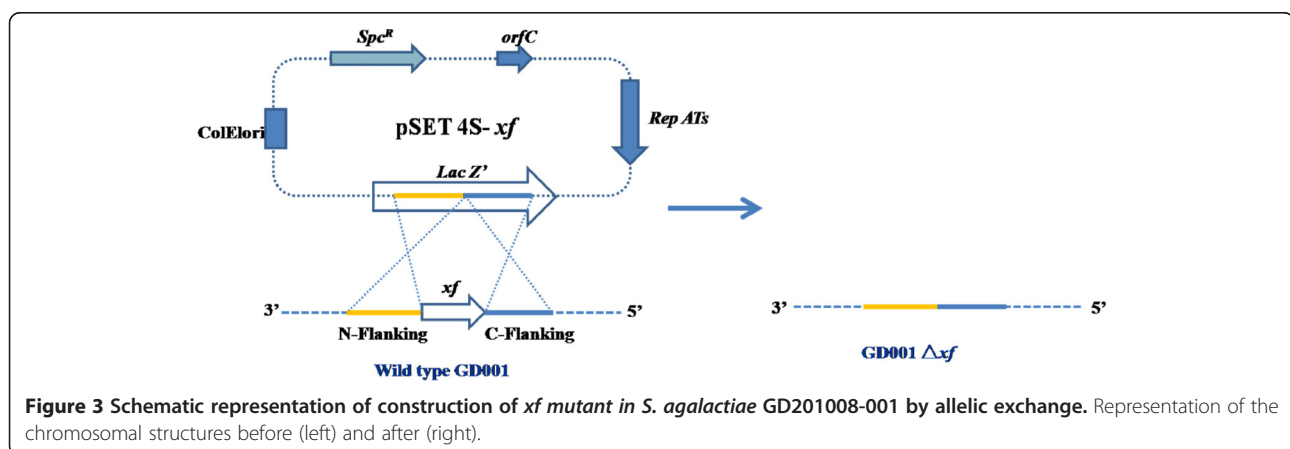 Spc^R orfC
ColElori
pSET 4S- xf
Rep ATs
Lac Z’
xf
3’ 5’
N-Flanking C-Flanking
Wild type GD001
3’ 5’
GD001 △xf
Figure 3 Schematic representation of construction of xf mutant in S. agalactiae GD201008-001 by allelic exchange. Representation of the
chromosomal structures before (left) and after (right).